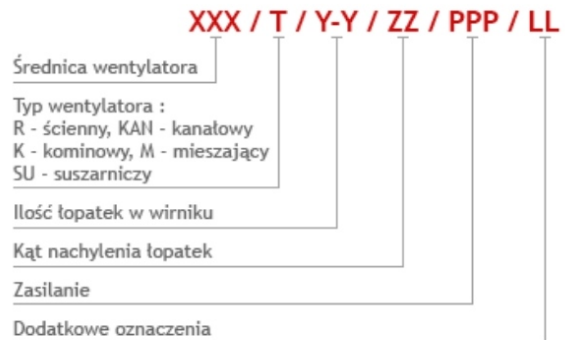 XXX / T / Y-Y / ZZ / PPP / LL
Średnica wentylatora
Typ wentylatora :
R - ścienny, KAN - kanałowy
K - kominowy, M - mieszający
SU - suszarniczy
Ilość łopatek w wirniku
Kąt nachylenia łopatek
Zasilanie
Dodatkowe oznaczenia